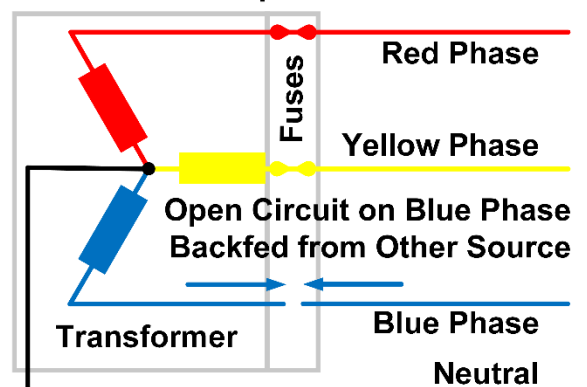 Red Phase
Fuses
Yellow Phase
Open Circuit on Blue Phase
Backfed from Other Source
Transformer
Blue Phase
Neutral